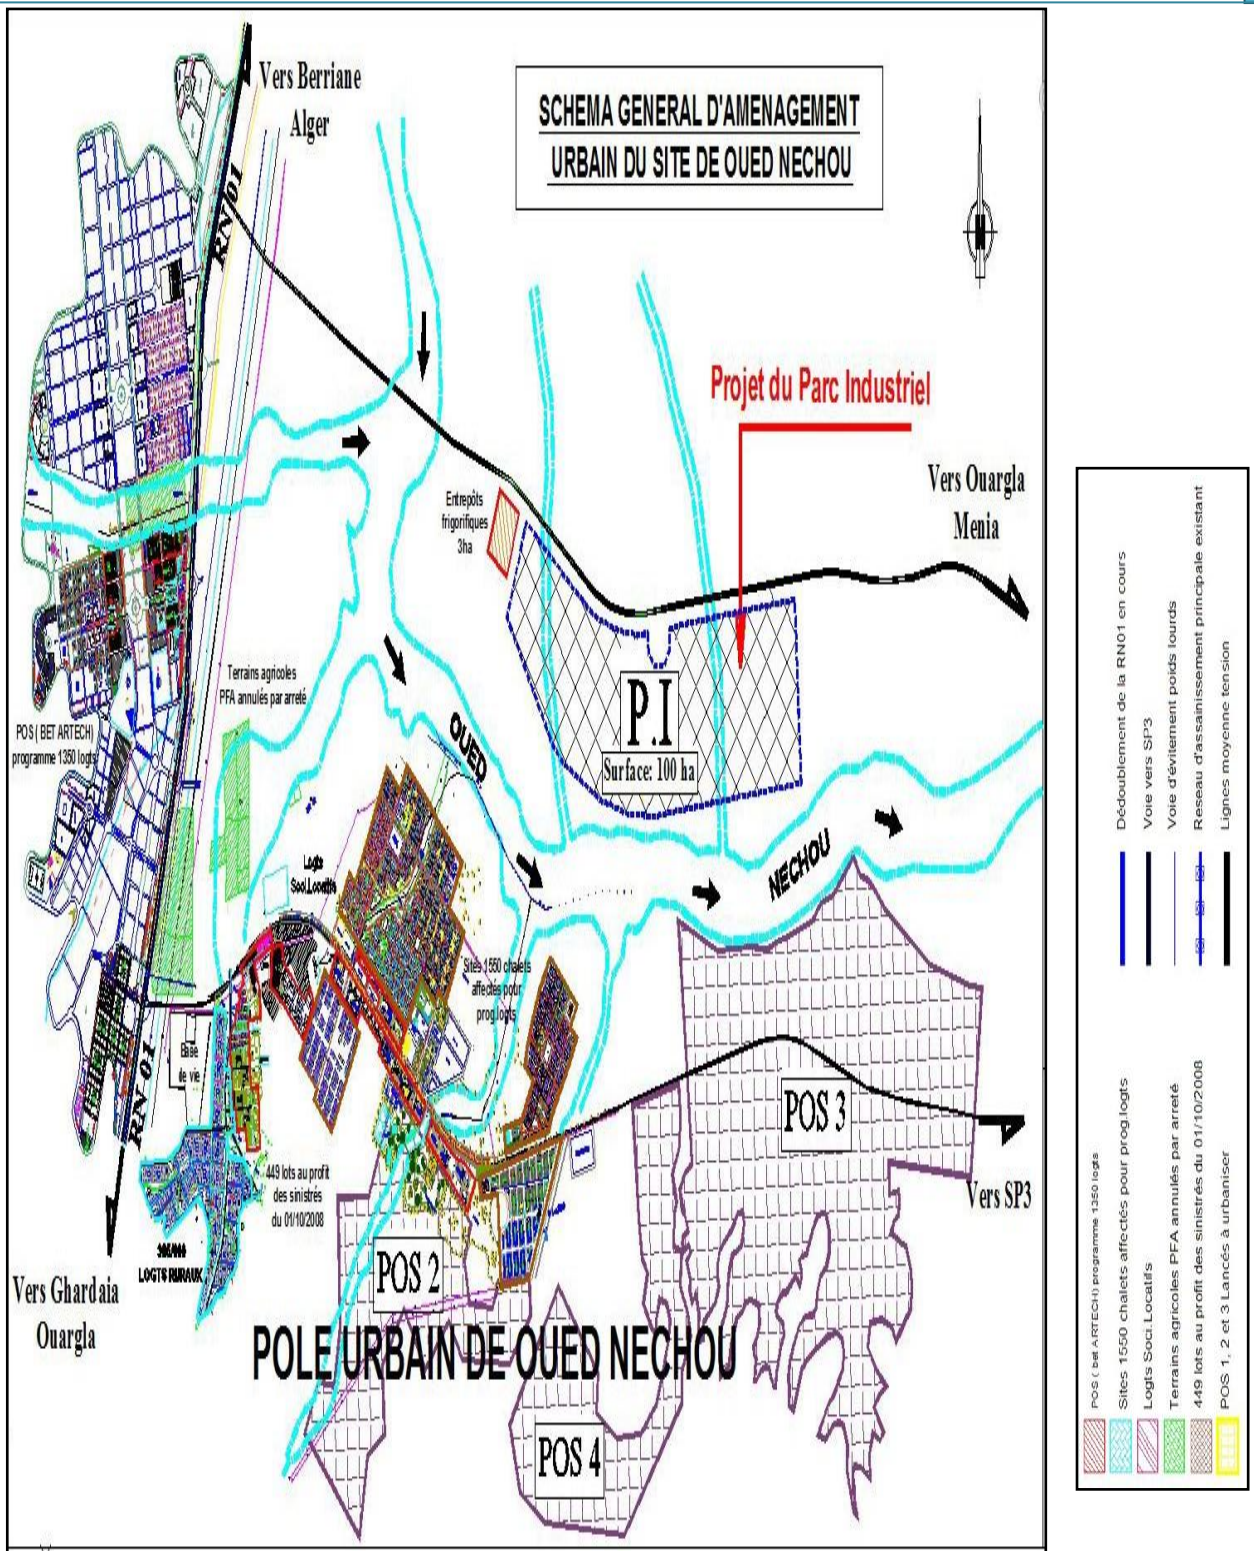 SCHEMA GENERAL D'AMENAGEMENT
URBAIN DU SITE DE OUED NECHOU
Vers Berriane
Alger
RN 01
Projet du Parc Industriel
Vers Ouargla
Menia
Entrepôts
frigorifiques
3ha
Terrains agricoles
PFA annulés par arreté
POS ( BET ARTECH)
programme 1350 logts
P.I
Surface: 100 ha
OUED
NECHOU
Logts
Soci.Locatifs
Sites 1550 chalets
affectés pour
prog.logts
Base
de vie
RN 01
449 lots au profit
des sinistrés
du 01/10/2008
LOGTS RURAUX
Vers Ghardaia
Ouargla
POS 3
Vers SP3
POS 2
POLE URBAIN DE OUED NECHOU
POS 4
POS ( bet ARTECH) programme 1350 logts
Sites 1550 chalets affectés pour prog.logts
Logts Soci.Locatifs
Terrains agricoles PFA annulés par arreté
449 lots au profit des sinistrés du 01/10/2008
POS 1, 2 et 3 Lancés à urbaniser
Dédoublement de la RN01 en cours
Voie vers SP3
Voie d'évitement poids lourds
Reseau d'assainissement principale existant
Lignes moyenne tension